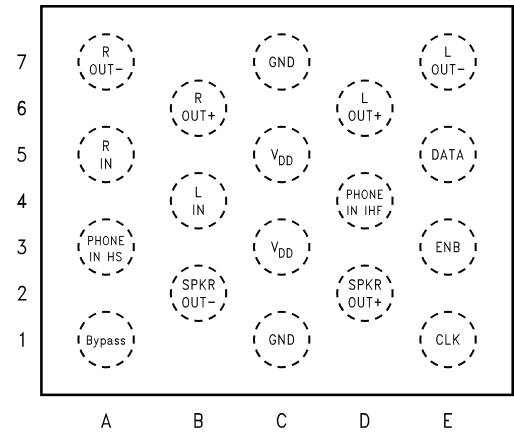 7
R
OUT-
GND
L
OUT-
6
R
OUT+
L
OUT+
5
R
IN
VDD
DATA
4
L
IN
PHONE
IN IHF
3
PHONE
IN HS
VDD
ENB
2
SPKR
OUT-
SPKR
OUT+
1
Bypass
GND
CLK
A B C D E